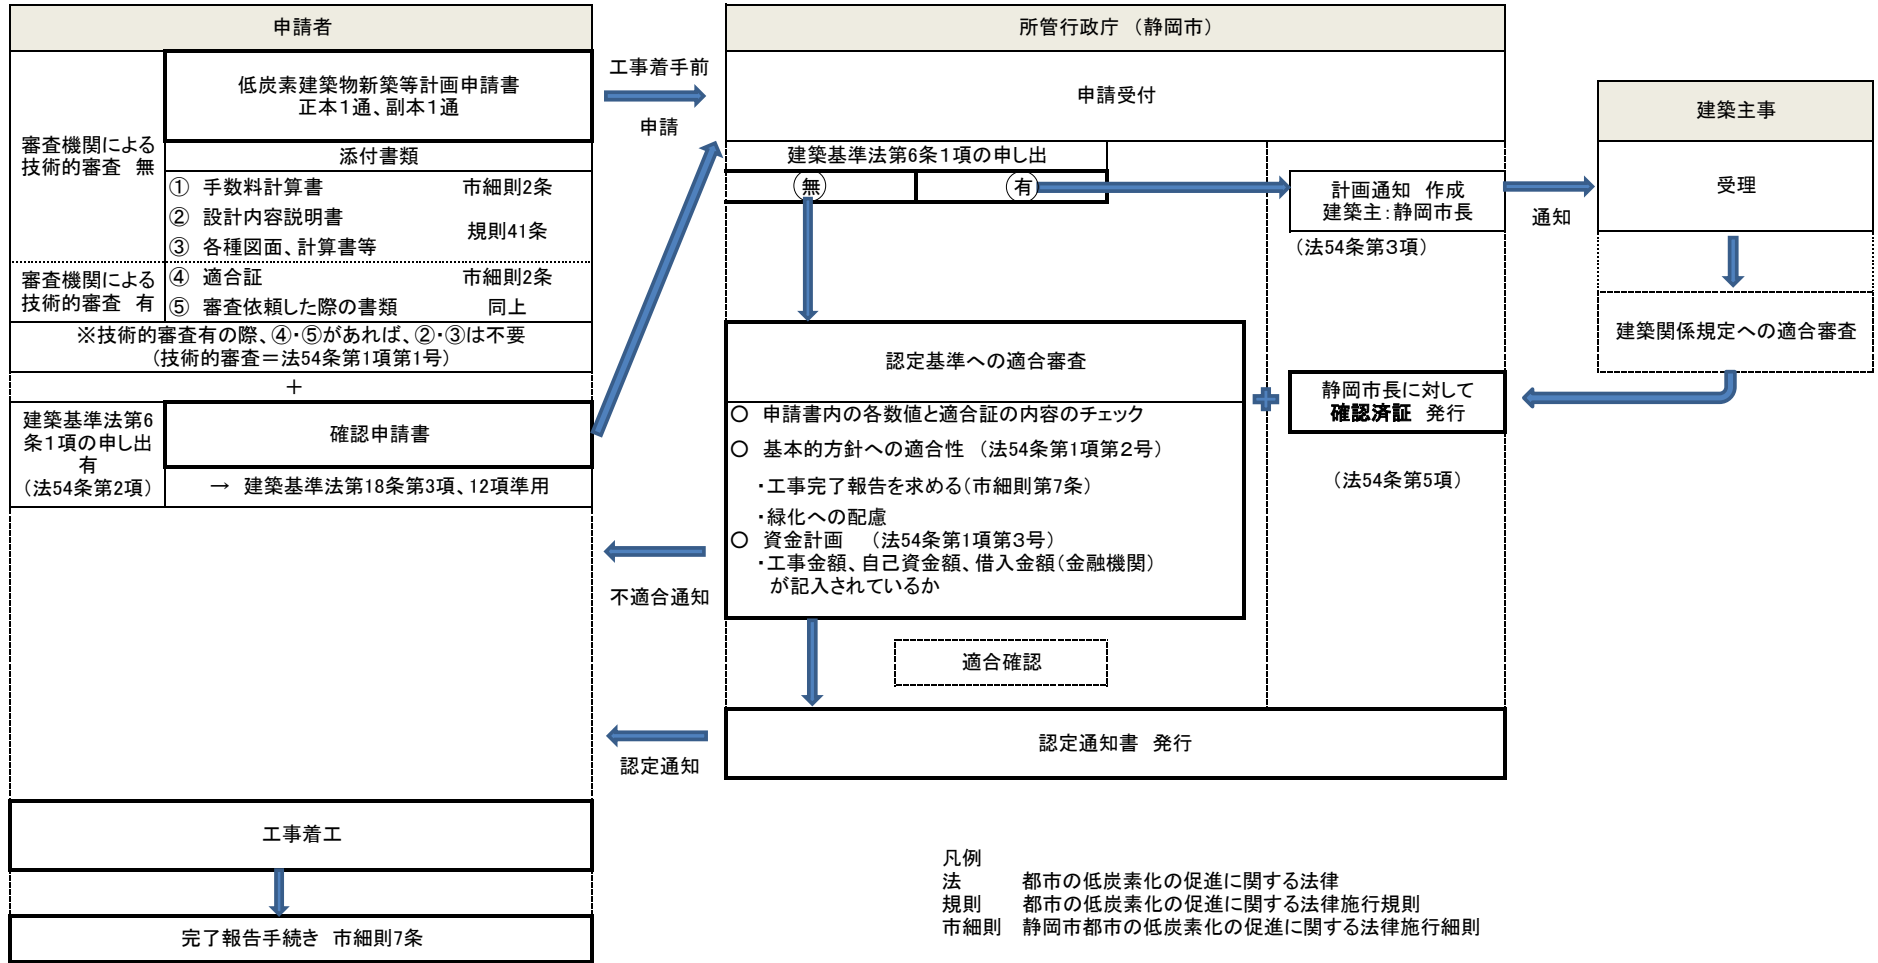 申請者
低炭素建築物新築等計画申請書
正本１通、副本１通
審査機関による
技術的審査　無
添付書類
①　手数料計算書　市細則2条
②　設計内容説明書
規則41条
③　各種図面、計算書等
審査機関による
技術的審査　有
④　適合証　市細則2条
⑤　審査依頼した際の書類　同上
※技術的審査有の際、④・⑤があれば、②・③は不要
（技術的審査＝法54条第1項第1号）
＋
建築基準法第6
条１項の申し出
有
（法54条第2項）
確認申請書
→　建築基準法第18条第3項、12項準用
工事着工
完了報告手続き　市細則7条
工事着手前
申請
不適合通知
認定通知
所管行政庁　（静岡市）
申請受付
建築基準法第6条１項の申し出
無
有
計画通知　作成
建築主：静岡市長
（法54条第３項）
認定基準への適合審査
〇　申請書内の各数値と適合証の内容のチェック
〇　基本的方針への適合性　（法54条第1項第２号）
・工事完了報告を求める（市細則第7条）
・緑化への配慮
〇　資金計画　（法54条第1項第３号）
・工事金額、自己資金額、借入金額（金融機関）
が記入されているか
静岡市長に対して
確認済証　発行
（法54条第5項）
適合確認
認定通知書　発行
通知
建築主事
受理
建築関係規定への適合審査
凡例
法　都市の低炭素化の促進に関する法律
規則　都市の低炭素化の促進に関する法律施行規則
市細則　静岡市都市の低炭素化の促進に関する法律施行細則